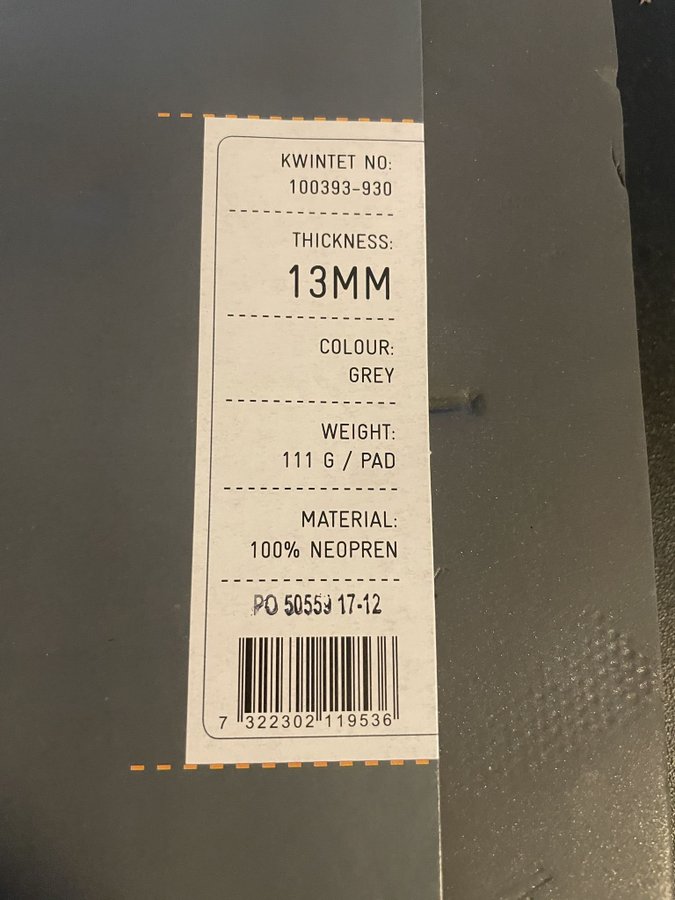 KWINTET NO:
100393-930
THICKNESS:
13MM
COLOUR:
GREY
WEIGHT:
111 G / PAD
MATERIAL:
100% NEOPREN
PO 50559 17-12
7 322302 119536